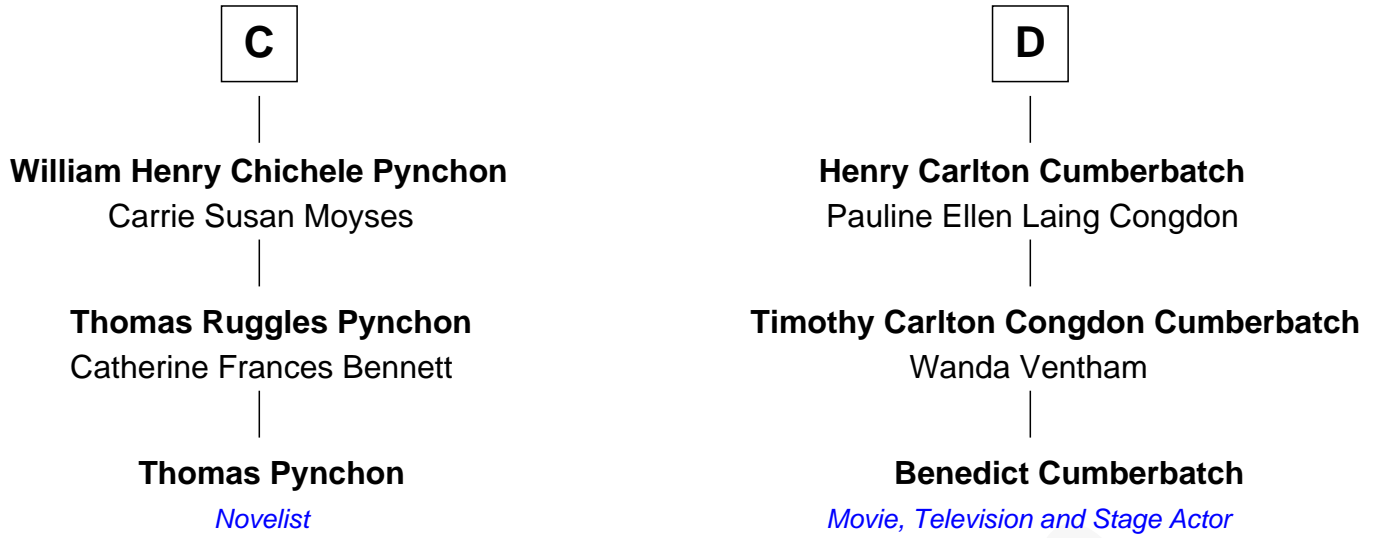 C
William Henry Chichele Pynchon
Carrie Susan Moyses
Thomas Ruggles Pynchon
Catherine Frances Bennett
Thomas Pynchon
Novelist
D
Henry Carlton Cumberbatch
Pauline Ellen Laing Congdon
Timothy Carlton Congdon Cumberbatch
Wanda Ventham
Benedict Cumberbatch
Movie, Television and Stage Actor